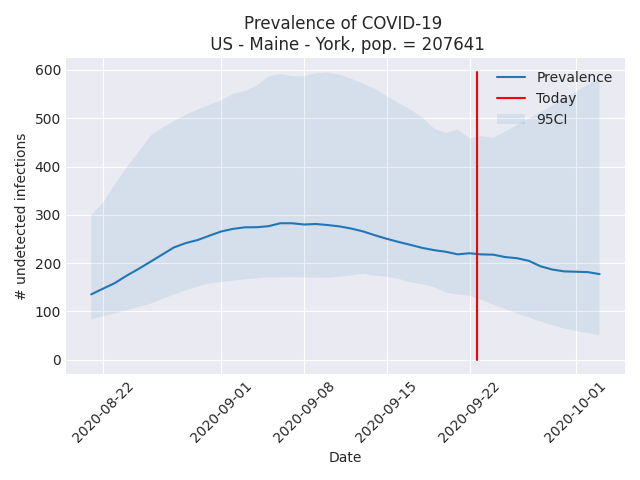 Prevalence of COVID-19
US - Maine - York, pop. = 207641
600
500
400
300
200
100
0
# undetected infections
Prevalence
Today
95CI
2020-08-22
2020-09-01
2020-09-08
2020-09-15
2020-09-22
2020-10-01
Date